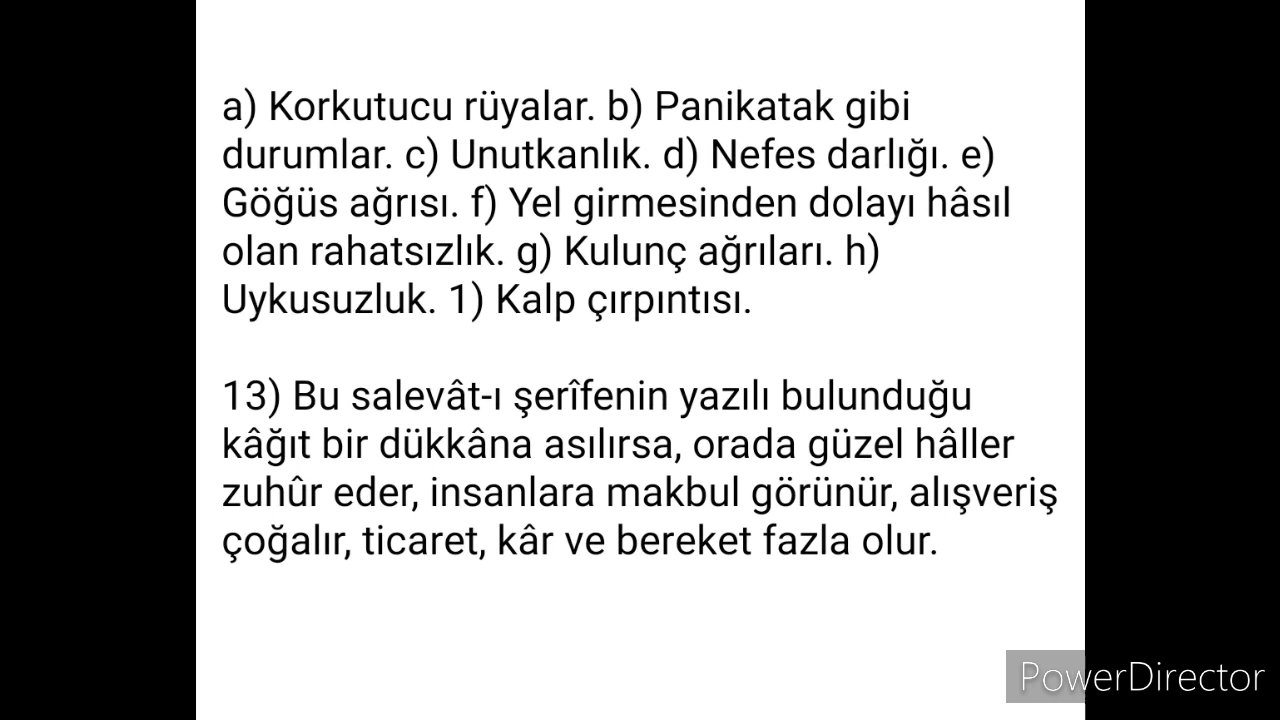 a) Korkutucu rüyalar. b) Panikatak gibi
durumlar. c) Unutkanlık. d) Nefes darlığı. e)
Göğüs ağrısı. f) Yel girmesinden dolayı hâsıl
olan rahatsızlık. g) Kulunç ağrıları. h)
Uykusuzluk. 1) Kalp çırpıntısı.
13) Bu salevât-ı şerîfenin yazılı bulunduğu
kâğıt bir dükkâna asılırsa, orada güzel hâller
zuhûr eder, insanlara makbul görünür, alışveriş
çoğalır, ticaret, kâr ve bereket fazla olur.
PowerDirector